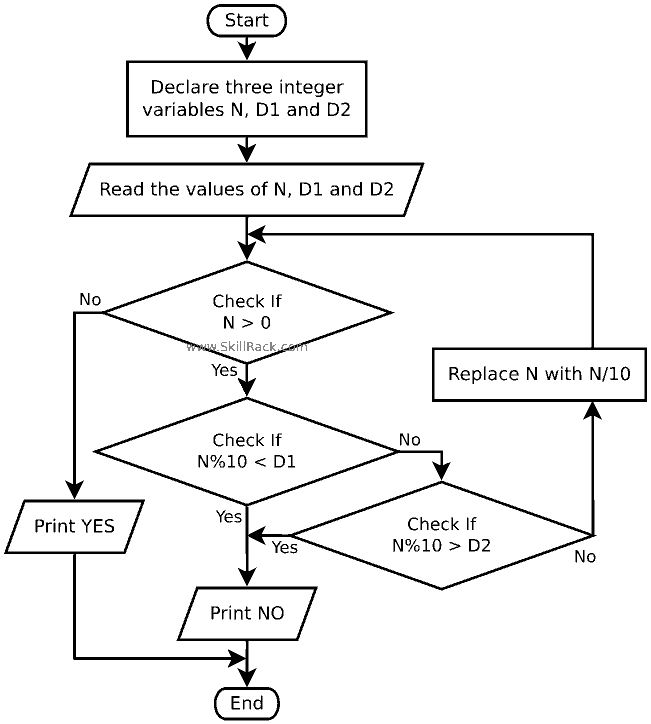 Start
Declare three integer
variables N, D1 and D2
Read the values of N, D1 and D2
No
Check If
N > 0
www.SkillRack.com
Yes
Replace N with N/10
Check If
N%10 < D1
No
Yes
Check If
N%10 > D2
Yes
No
Print YES
Print NO
End